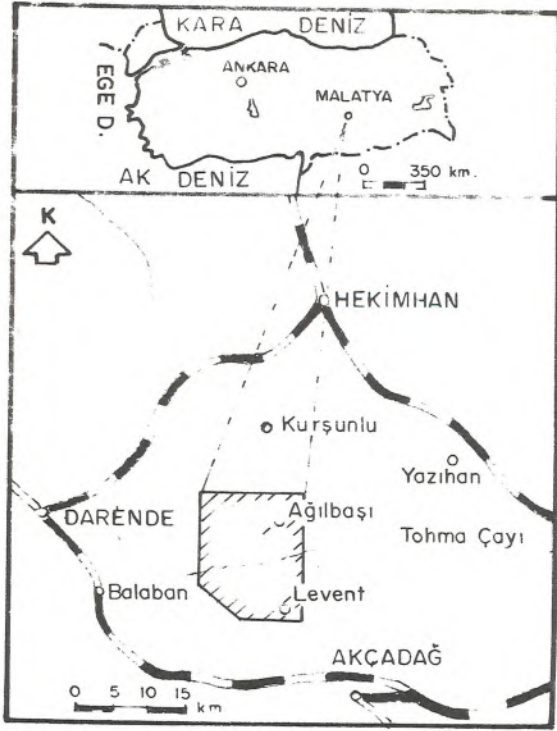 KARA DENİZ
EGE D.
ANKARA
MALATYA
AK DENİZ
0 350 km.
K
HEKİMHAN
Kurşunlu
Yazıhan
DARENDE
Ağılbaşı
Tohma Çayı
Balaban
Levent
AKÇADAĞ
0 5 10 15
km